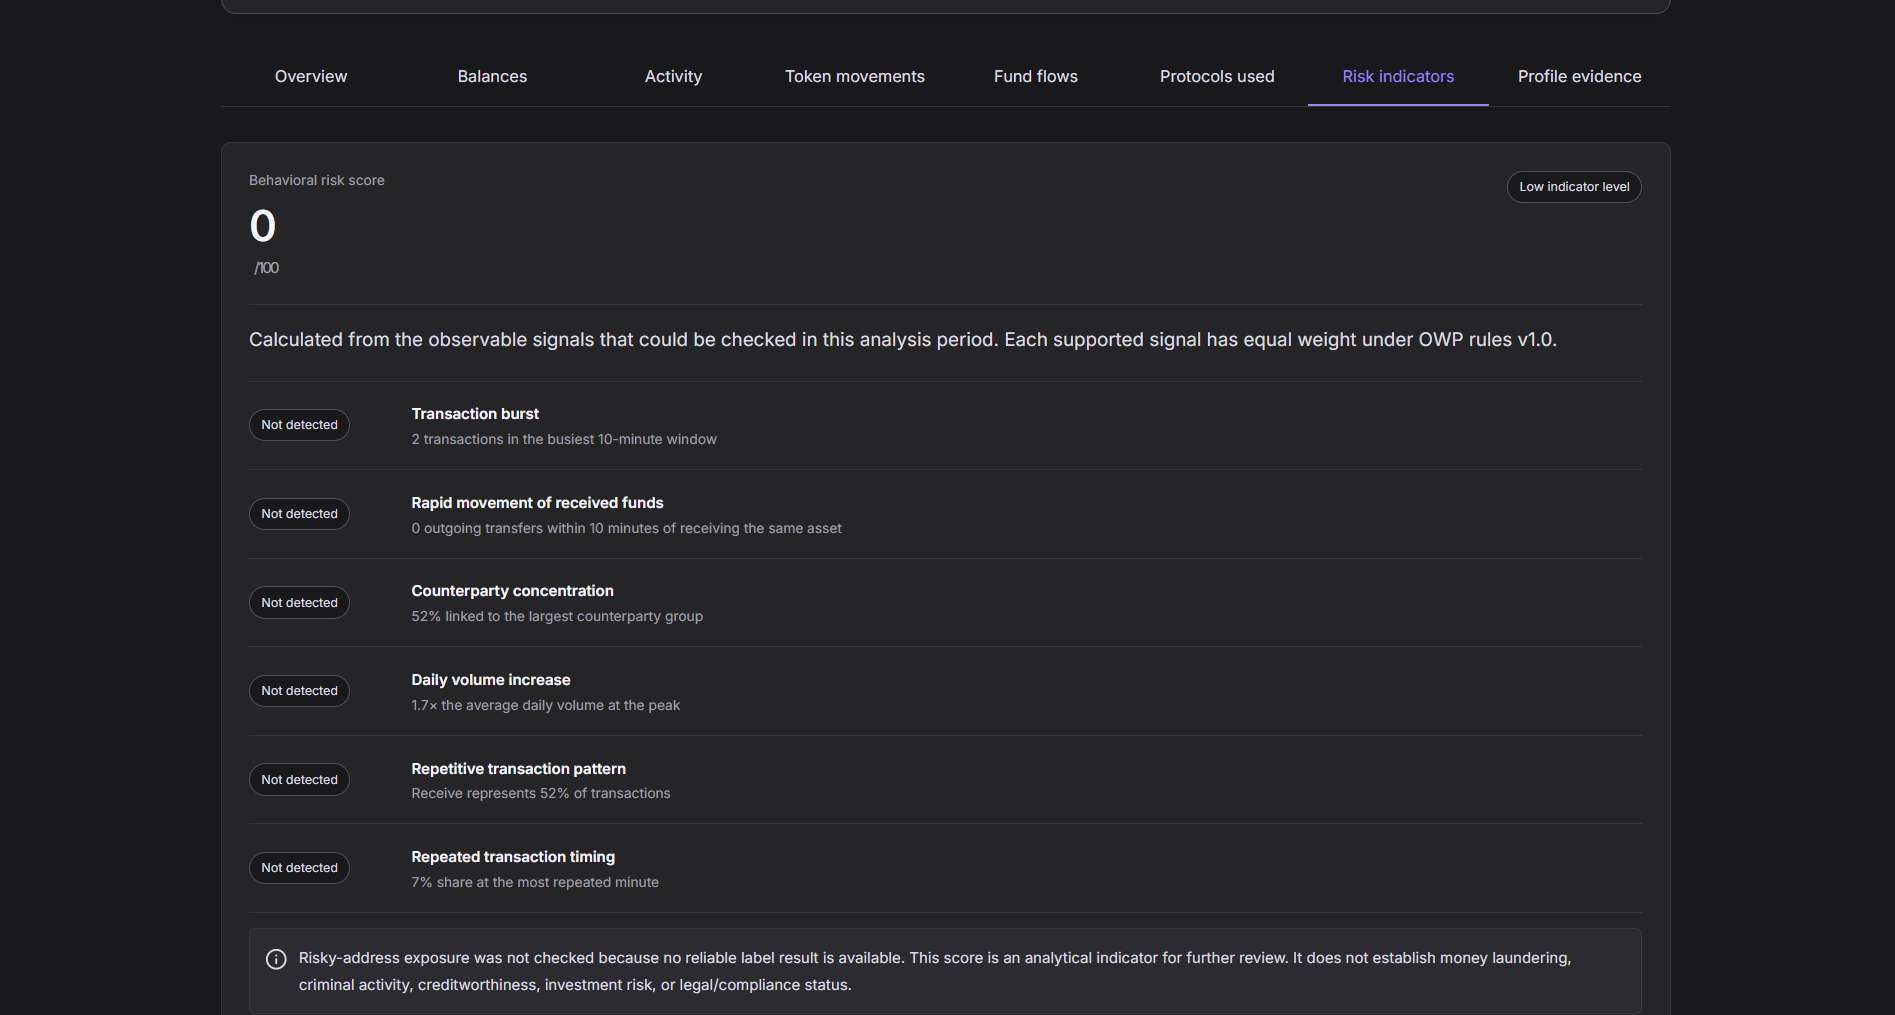 Overview
Balances
Activity
Token movements
Fund flows
Protocols used
Risk indicators
Profile evidence
Behavioral risk score
Low indicator level
0
/100
Calculated from the observable signals that could be checked in this analysis period. Each supported signal has equal weight under OWP rules v1.0.
Not detected
Transaction burst
2 transactions in the busiest 10-minute window
Not detected
Rapid movement of received funds
0 outgoing transfers within 10 minutes of receiving the same asset
Not detected
Counterparty concentration
52% linked to the largest counterparty group
Not detected
Daily volume increase
1.7× the average daily volume at the peak
Not detected
Repetitive transaction pattern
Receive represents 52% of transactions
Not detected
Repeated transaction timing
7% share at the most repeated minute
Risky-address exposure was not checked because no reliable label result is available. This score is an analytical indicator for further review. It does not establish money laundering,
criminal activity, creditworthiness, investment risk, or legal/compliance status.